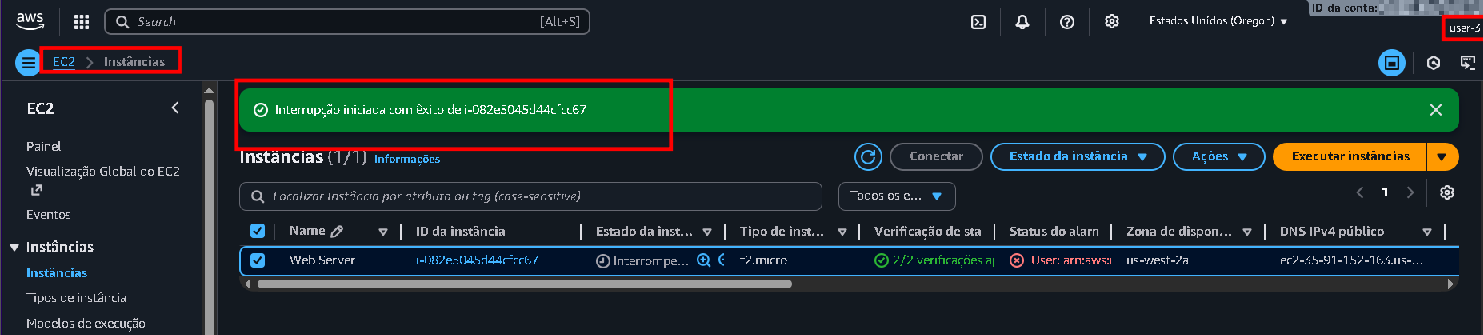 aws
Search
[Alt+S]
Estados Unidos (Oregon)
ID da conta:
user-3
EC2 > Instâncias
EC2
Painel
Visualização Global do EC2
Eventos
Instâncias
Instâncias
Tipos de instância
Modelos de execução
Interrupção iniciada com êxito de i-082e5045d44cfcc67
Instâncias (1/1) Informações
Conectar
Estado da instância
Ações
Executar instâncias
Localizar Instância por atributo ou tag (case-sensitive)
Todos os e...
1
Name
ID da instância
Estado da inst...
Tipo de inst...
Verificação de sta
Status do alarm
Zona de dispon...
DNS IPv4 público
Web Server
i-082e5045d44cfcc67
Interrompe...
t2.micro
2/2 verificações a
User: arn:aws:
us-west-2a
ec2-35-91-152-163.us-...